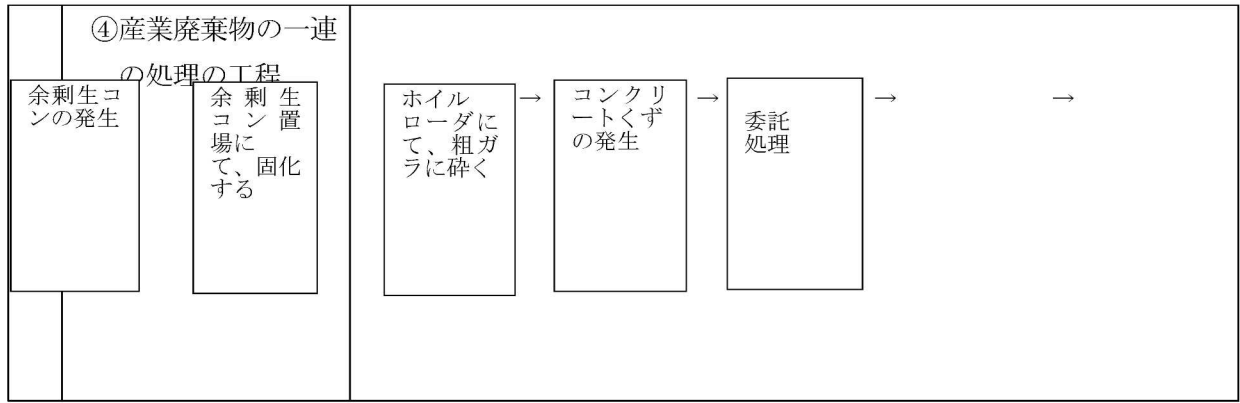 ④産業廃棄物の一連
の処理の工程
余剰生コ
ンの発生
余剰生
コン置
場に
て、固化
する
ホイル
ローダに
て、粗ガ
ラに砕く
→
コンクリ
ートくず
の発生
→
委託
処理
→
→